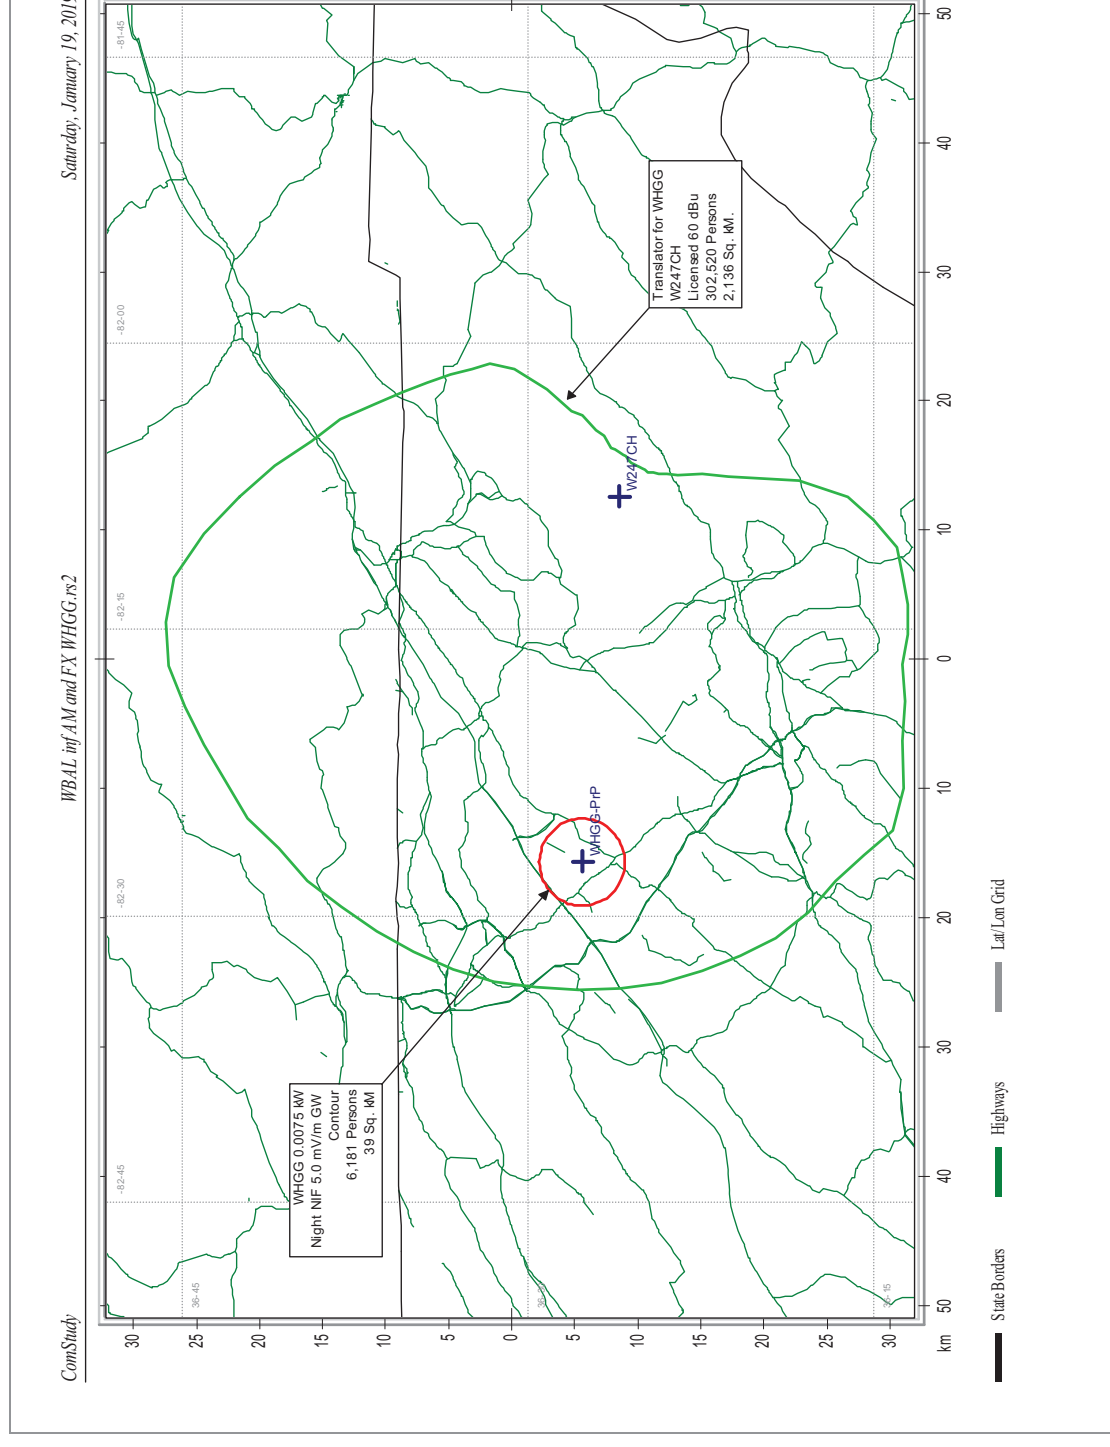 ComStudy
WBAL inf AM and FX WHGG.rs2
Saturday, January 19, 2019
-82-45
-82-30
-82-15
-82-00
-81-45
36-45
36-15
30
25
20
15
10
5
0
5
10
15
20
25
30
WHGG 0.0075 kW
Night NIF 5.0 mV/m GW
Contour
6,181 Persons
39 Sq. kM
WHGG-PrP
W247CH
Translator for WHGG
W247CH
Licensed 60 dBu
302,520 Persons
2,136 Sq. kM.
km
50
40
30
20
10
0
10
20
30
40
50
State Borders
Highways
Lat/Lon Grid